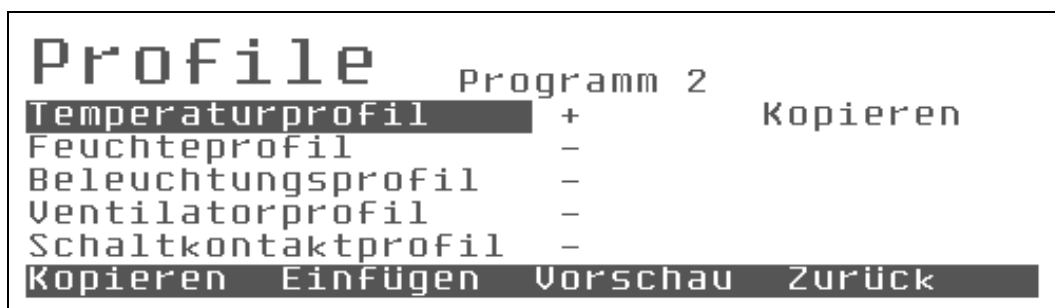 Profile Programm 2
Temperaturprofil + Kopieren
Feuchteprofil –
Beleuchtungsprofil –
Ventilatorprofil –
Schaltkontaktprofil –
Kopieren Einfügen Vorschau Zurück